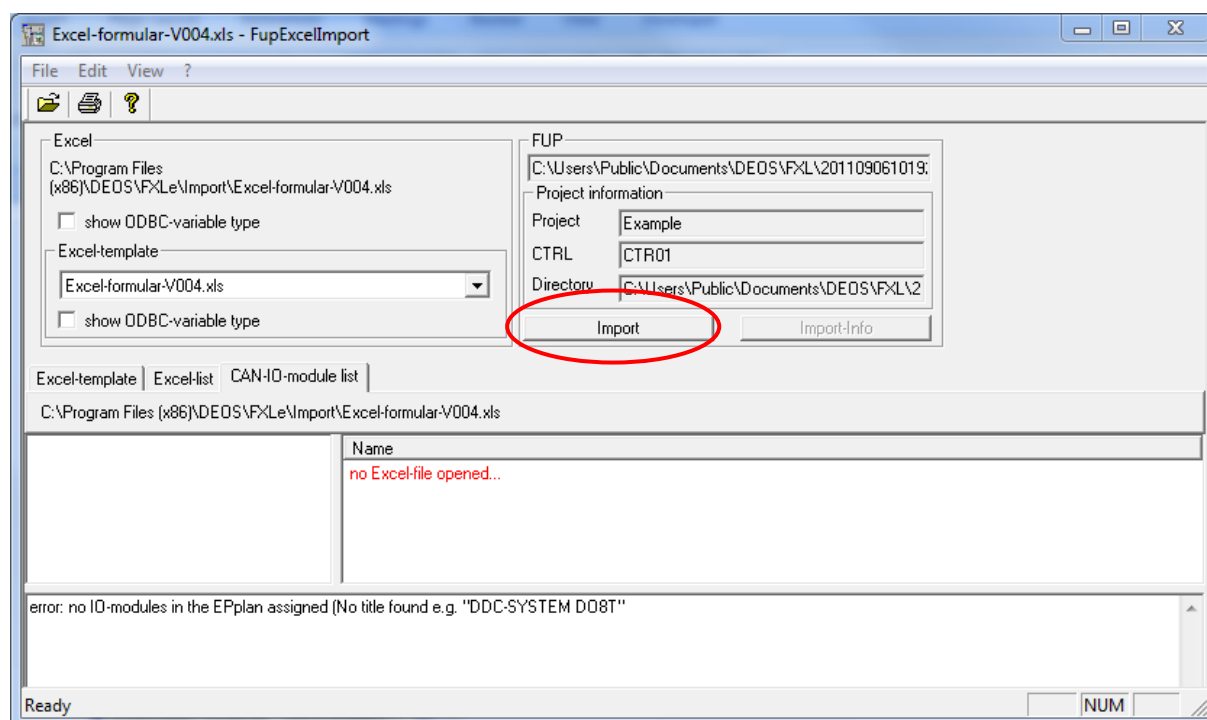 Excel-formular-V004.xls - FupExcelImport
File Edit View ?
Excel
C:\Program Files
(x86)\DEOS\FXLe\Import\Excel-formular-V004.xls
show ODBC-variable type
Excel-template
Excel-formular-V004.xls
show ODBC-variable type
FUP
C:\Users\Public\Documents\DEOS\FXL\201109061019
Project information
Project Example
CTRL CTR01
Directory C:\Users\Public\Documents\DEOS\FXL\2
Import Import-Info
Excel-template Excel-list CAN-IO-module list
C:\Program Files (x86)\DEOS\FXLe\Import\Excel-formular-V004.xls
Name
no Excel-file opened...
error: no IO-modules in the EPplan assigned (No title found e.g. "DDC-SYSTEM DO8T"
Ready NUM